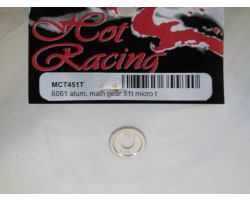 Hot
Racing
MCT451T
6061 alum. main gear 51t micro t